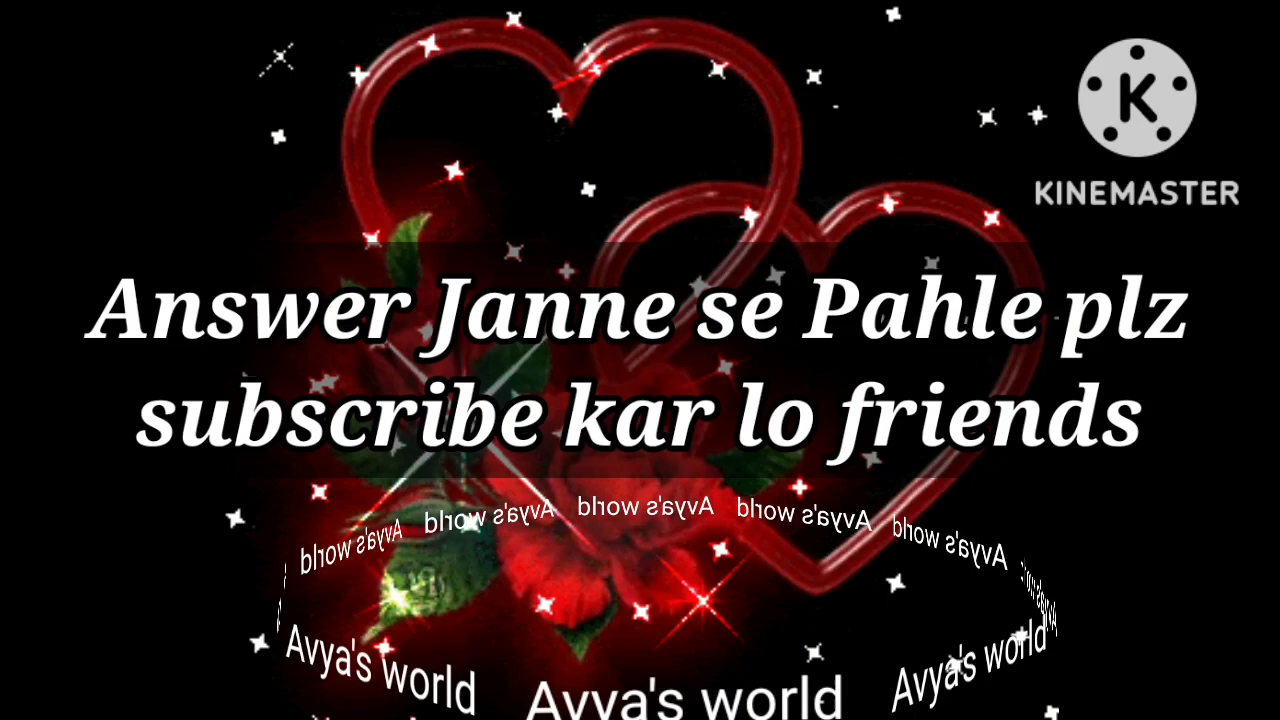 K
KINEMASTER
Answer Janne se Pahle plz
subscribe kar lo friends
Avya's world Avya's world Avya's world Avya's world Avya's world
Avya's world Avya's world Avya's world